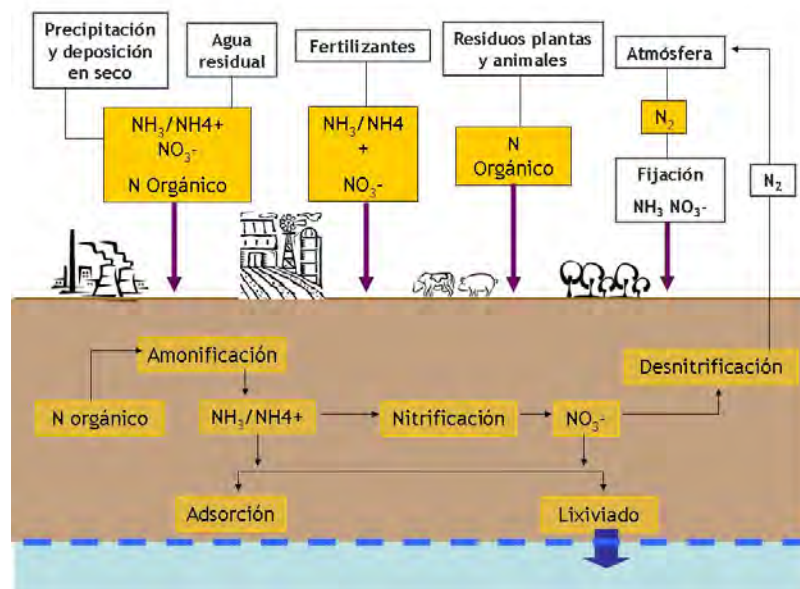 Precipitación
y deposición
en seco
Agua
residual
Fertilizantes
Residuos plantas
y animales
Atmósfera
NH₃/NH4+
NO₃-
N Orgánico
NH₃/NH4
+
NO₃-
N
Orgánico
N₂
Fijación
NH₃ NO₃-
N₂
Amonificación
Desnitrificación
N orgánico
NH₃/NH4+
Nitrificación
NO₃-
Adsorción
Lixiviado